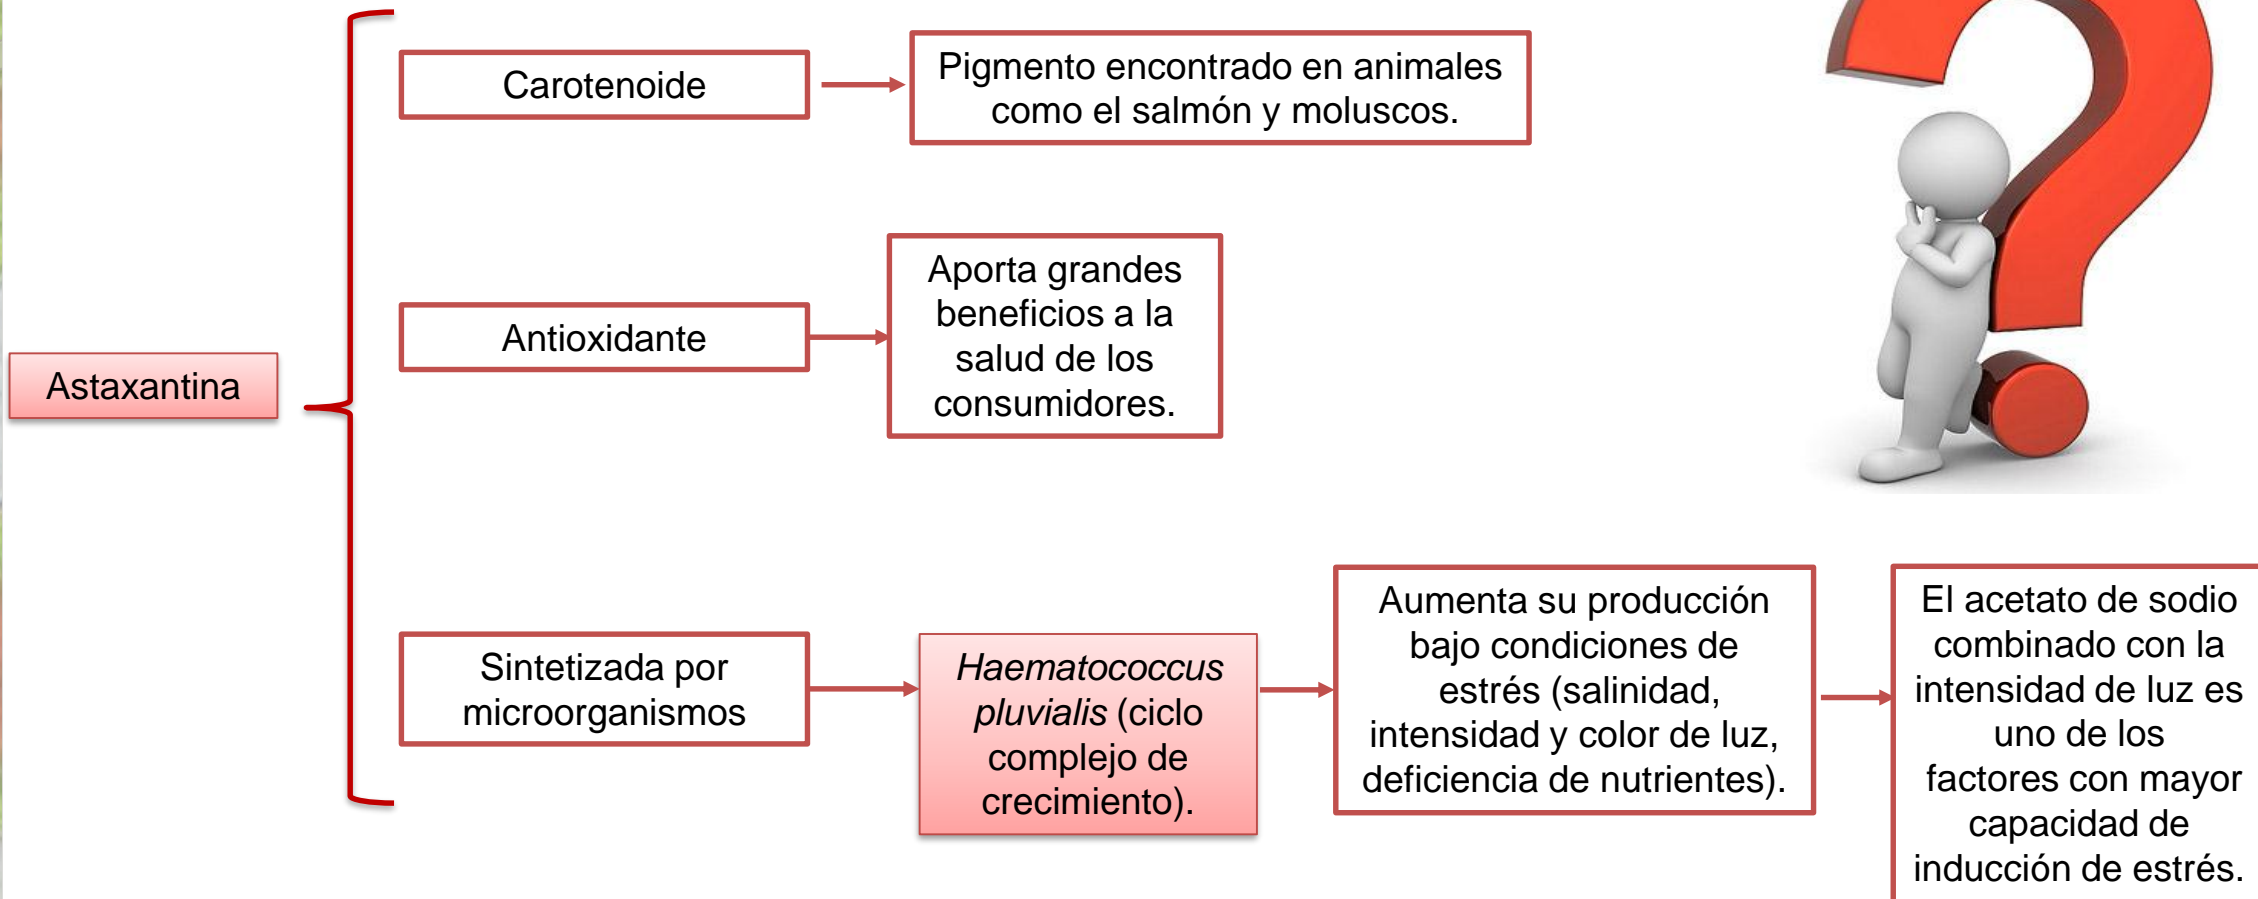 Astaxantina
Carotenoide
Pigmento encontrado en animales
como el salmón y moluscos.
Antioxidante
Aporta grandes
beneficios a la
salud de los
consumidores.
Sintetizada por
microorganismos
Haematococcus
pluvialis (ciclo
complejo de
crecimiento).
Aumenta su producción
bajo condiciones de
estrés (salinidad,
intensidad y color de luz,
deficiencia de nutrientes).
El acetato de sodio
combinado con la
intensidad de luz es
uno de los
factores con mayor
capacidad de
inducción de estrés.